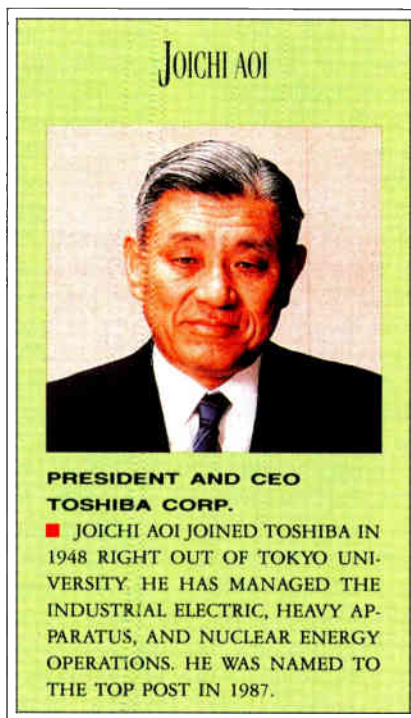 JOICHI AOI
PRESIDENT AND CEO
TOSHIBA CORP.
■ JOICHI AOI JOINED TOSHIBA IN
1948 RIGHT OUT OF TOKYO UNI-
VERSITY. HE HAS MANAGED THE
INDUSTRIAL ELECTRIC, HEAVY AP-
PARATUS, AND NUCLEAR ENERGY
OPERATIONS. HE WAS NAMED TO
THE TOP POST IN 1987.